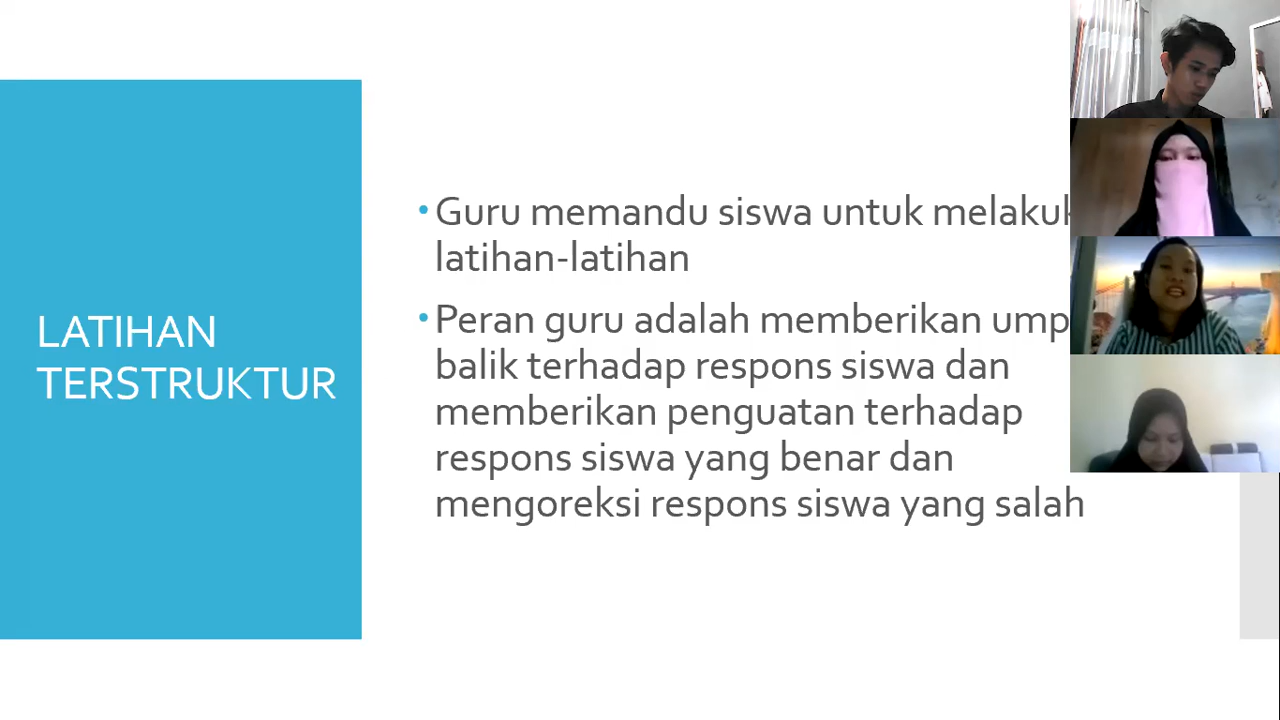 LATIHAN
TERSTRUKTUR
• Guru memandu siswa untuk
latihan-latihan
• Peran guru adalah memberikan
balik terhadap respons siswa dan
memberikan penguatan terhadap
respons siswa yang benar dan
mengoreksi respons siswa yang salah